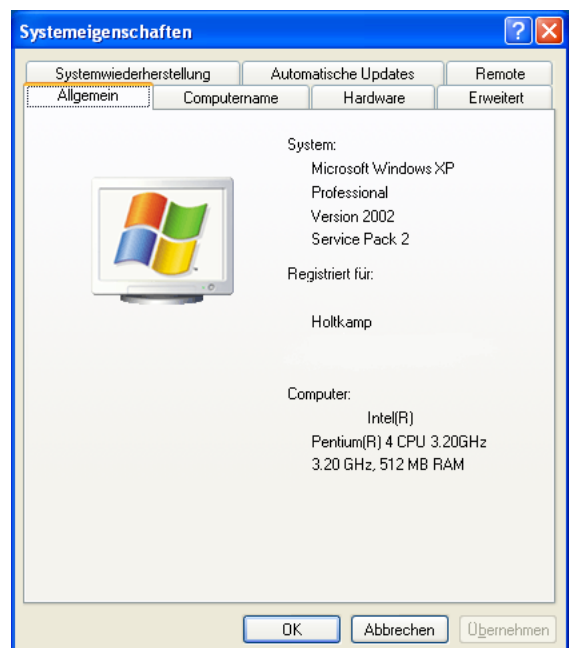 Systemeigenschaften
Systemwiederherstellung Automatische Updates Remote
Allgemein Computername Hardware Erweitert
System:
Microsoft Windows XP
Professional
Version 2002
Service Pack 2
Registriert für:
Holtkamp
Computer:
Intel(R)
Pentium(R) 4 CPU 3.20GHz
3.20 GHz, 512 MB RAM
OK Abbrechen Übernehmen